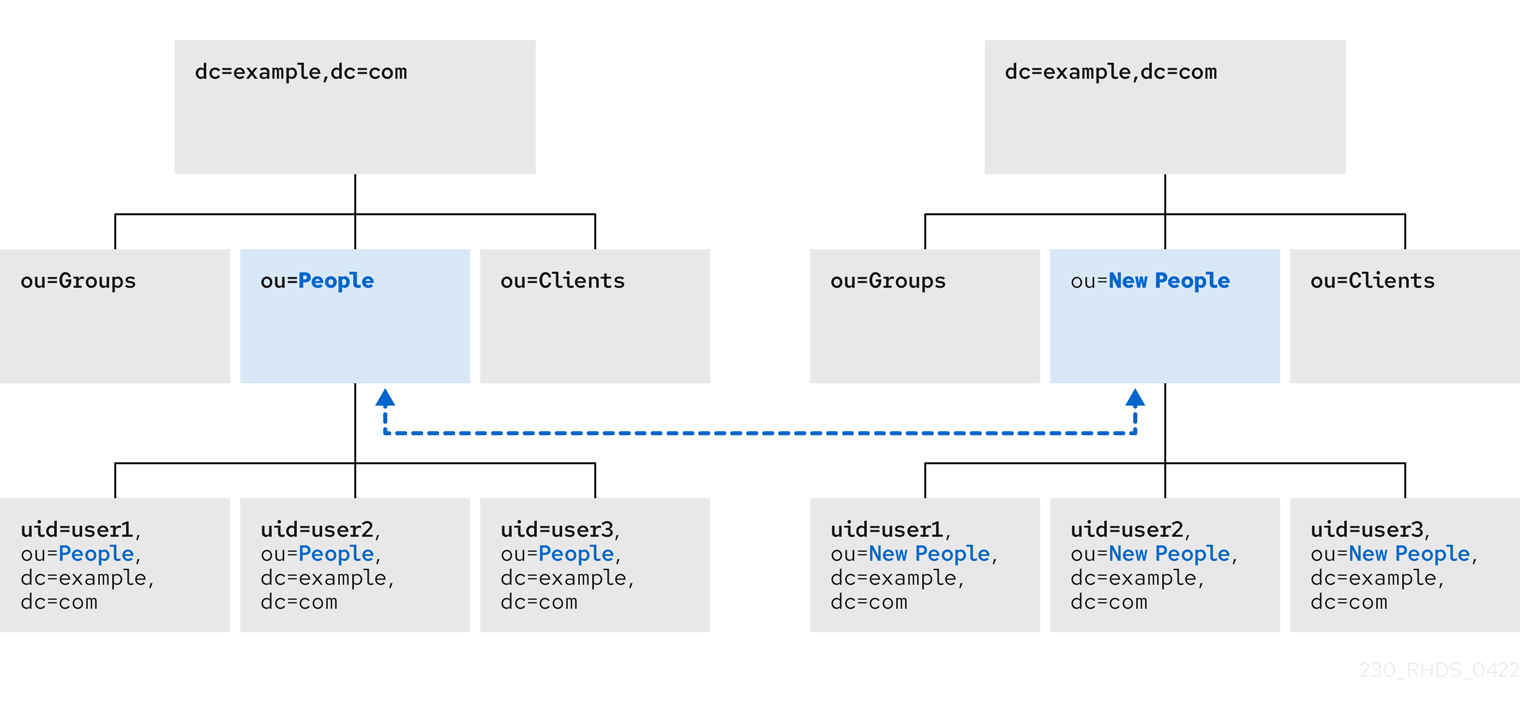 dc=example,dc=com
ou=Groups
ou=People
ou=Clients
uid=user1,
ou=People,
dc=example,
dc=com
uid=user2,
ou=People,
dc=example,
dc=com
uid=user3,
ou=People,
dc=example,
dc=com
dc=example,dc=com
ou=Groups
ou=New People
ou=Clients
uid=user1,
ou=New People,
dc=example,
dc=com
uid=user2,
ou=New People,
dc=example,
dc=com
uid=user3,
ou=New People,
dc=example,
dc=com
230_RHDS_0422